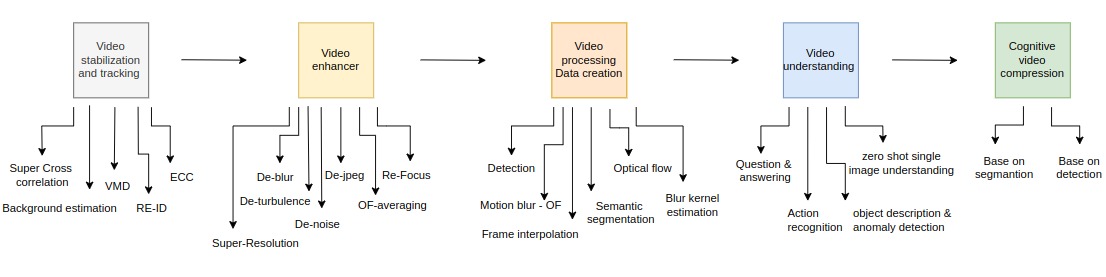 Video
stabilization
and tracking
Video
enhancer
Video
processing
Data creation
Video
understanding
Cognitive
video
compression
Super Cross
correlation
Background estimation
VMD
RE-ID
ECC
De-blur
De-turbulence
De-noise
Super-Resolution
De-jpeg
OF-averaging
Re-Focus
Detection
Motion blur - OF
Frame interpolation
Semantic
segmentation
Optical flow
Blur kernel
estimation
Question &
answering
Action
recognition
zero shot single
image understanding
object description &
anomaly detection
Base on
segmantion
Base on
detection